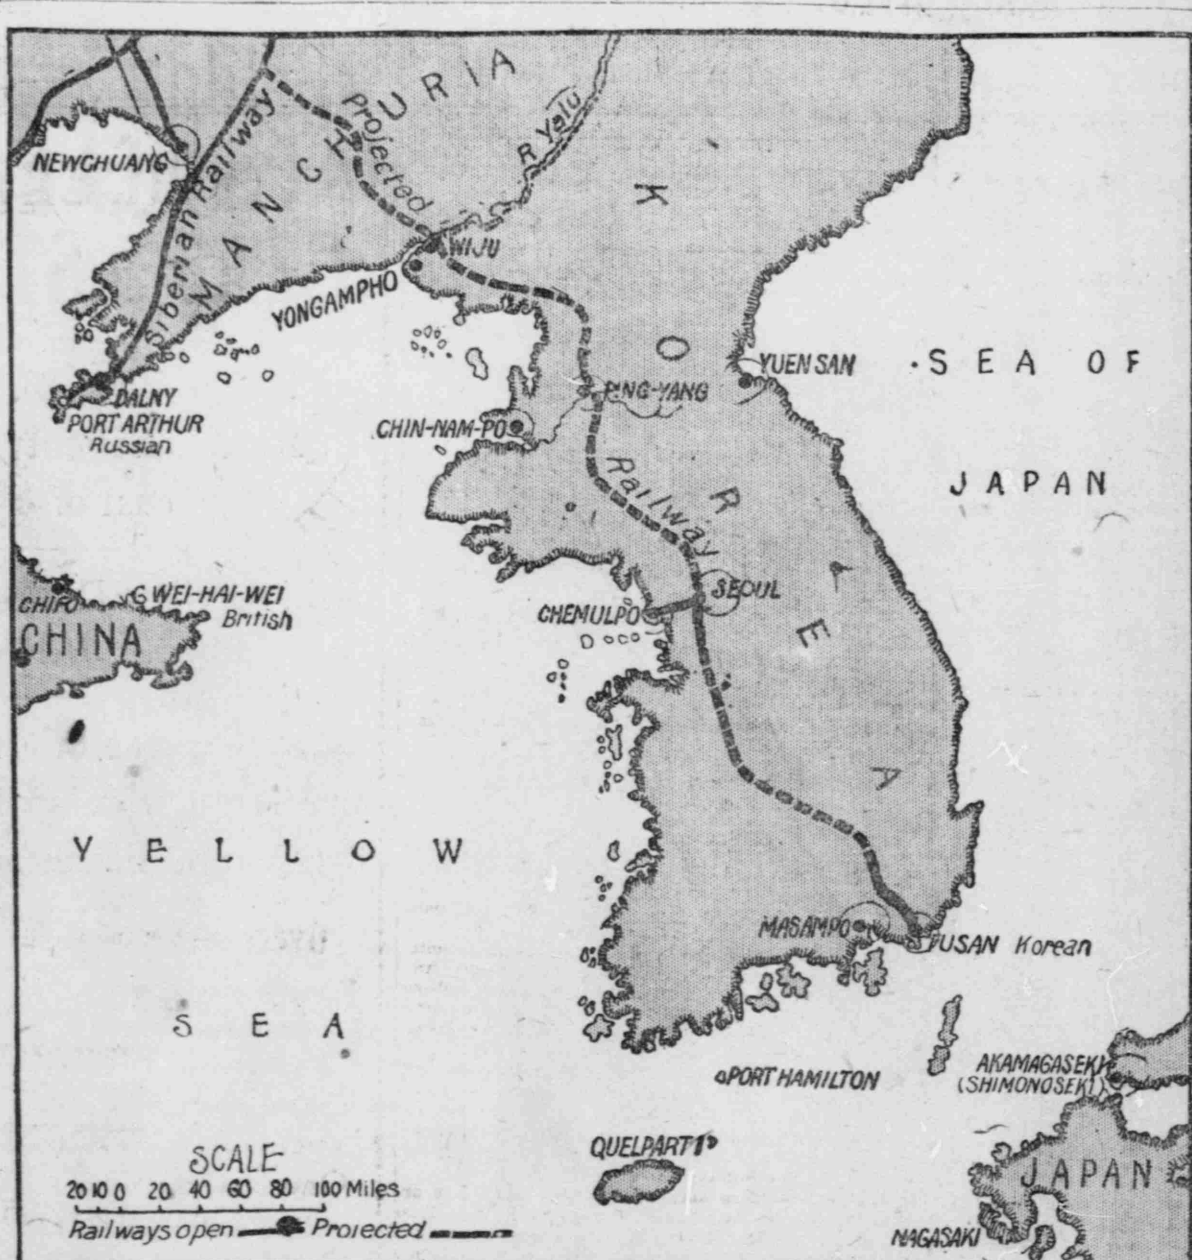 MANCHURIA
Projected
R Yalu
NEWCHUANG
Siberian Railway
WIJU
YONGAMPHO
KOREA
YUENSAN
SEA OF
JAPAN
PING-YANG
DALNY
PORT ARTHUR
Russian
CHIN-NAM-PO
Railway
SEOUL
CHEMULPO
WEI-HAI-WEI
British
CHIFU
CHINA
YELLOW
SEA
MASAMPO
FUSAN Korean
PORT HAMILTON
AKAMAGASEKI
(SHIMONOSEKI)
QUELPART Iᴰ
JAPAN
NAGASAKI
SCALE
20 10 0 20 40 60 80 100 Miles
Railways open Projected